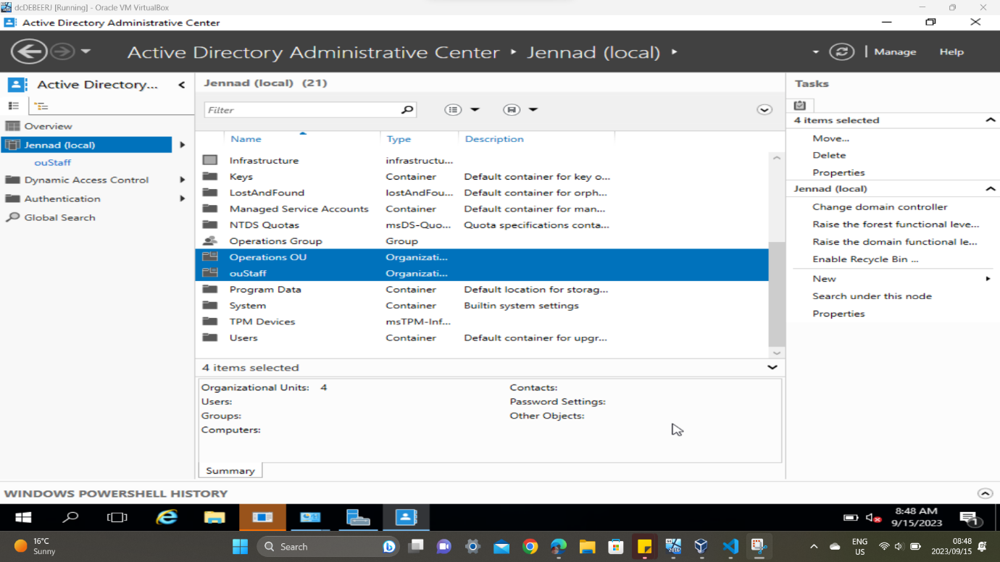 dcDEBEERJ [Running] - Oracle VM VirtualBox
Active Directory Administrative Center
Active Directory Administrative Center Jennad (local)
Manage Help
Active Directory...
Overview
Jennad (local)
ouStaff
Dynamic Access Control
Authentication
Global Search
Jennad (local) (21)
Filter
Name Type Description
Infrastructure infrastructu...
Keys Container Default container for key o...
LostAndFound lostAndFou... Default container for orph...
Managed Service Accounts Container Default container for man...
NTDS Quotas msDS-Quo... Quota specifications conta...
Operations Group Group
Operations OU Organizati...
ouStaff Organizati...
Program Data Container Default location for storag...
System Container Builtin system settings
TPM Devices msTPM-Inf...
Users Container Default container for upgr...
4 items selected
Organizational Units: 4 Contacts:
Users: Password Settings:
Groups: Other Objects:
Computers:
Summary
Tasks
4 items selected
Move...
Delete
Properties
Jennad (local)
Change domain controller
Raise the forest functional leve...
Raise the domain functional le...
Enable Recycle Bin ...
New
Search under this node
Properties
WINDOWS POWERSHELL HISTORY
8:48 AM
9/15/2023
1
16°C
Sunny
Search
2016
ENG
US
08:48
2023/09/15